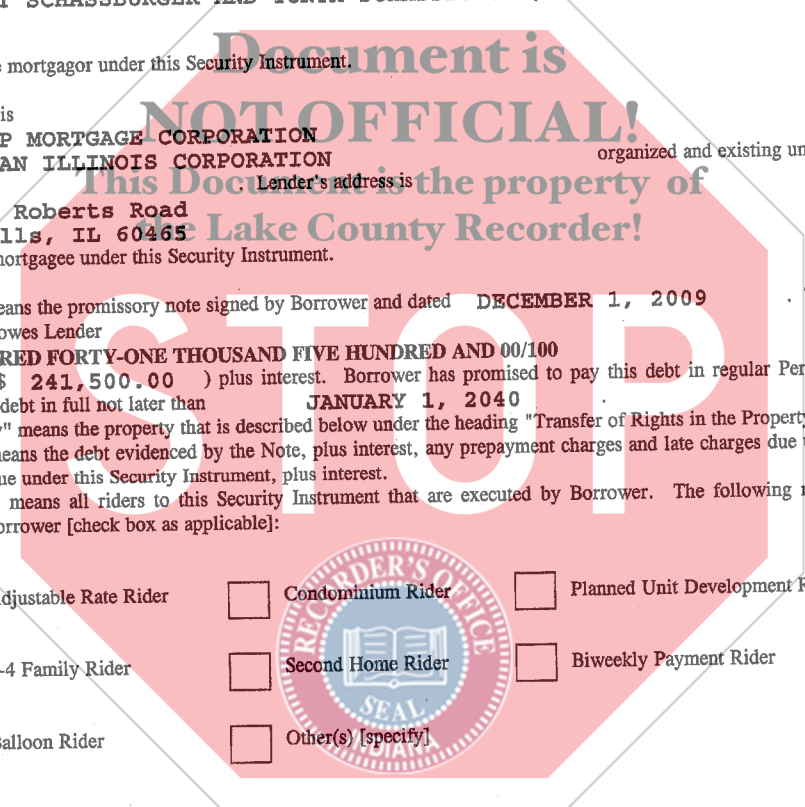 SCHASSBURGER AND
mortgagor under this Security Instrument.
Document is
is
NOT OFFICIAL!
P MORTGAGE CORPORATION
AN ILLINOIS CORPORATION organized and existing un
. Lender's address is
This Document is the property of
Roberts Road
lls, IL 60465
the Lake County Recorder!
mortgagee under this Security Instrument.
eans the promissory note signed by Borrower and dated DECEMBER 1, 2009 .
owes Lender
RED FORTY-ONE THOUSAND FIVE HUNDRED AND 00/100
$ 241,500.00 ) plus interest. Borrower has promised to pay this debt in regular Per
debt in full not later than JANUARY 1, 2040 .
" means the property that is described below under the heading "Transfer of Rights in the Property
eans the debt evidenced by the Note, plus interest, any prepayment charges and late charges due
ue under this Security Instrument, plus interest.
means all riders to this Security Instrument that are executed by Borrower. The following
orrower [check box as applicable]:
STOP
djustable Rate Rider Condominium Rider Planned Unit Development R
-4 Family Rider Second Home Rider Biweekly Payment Rider
alloon Rider Other(s) [specify]
RECORDER'S OFFICE
SEAL
INDIANA